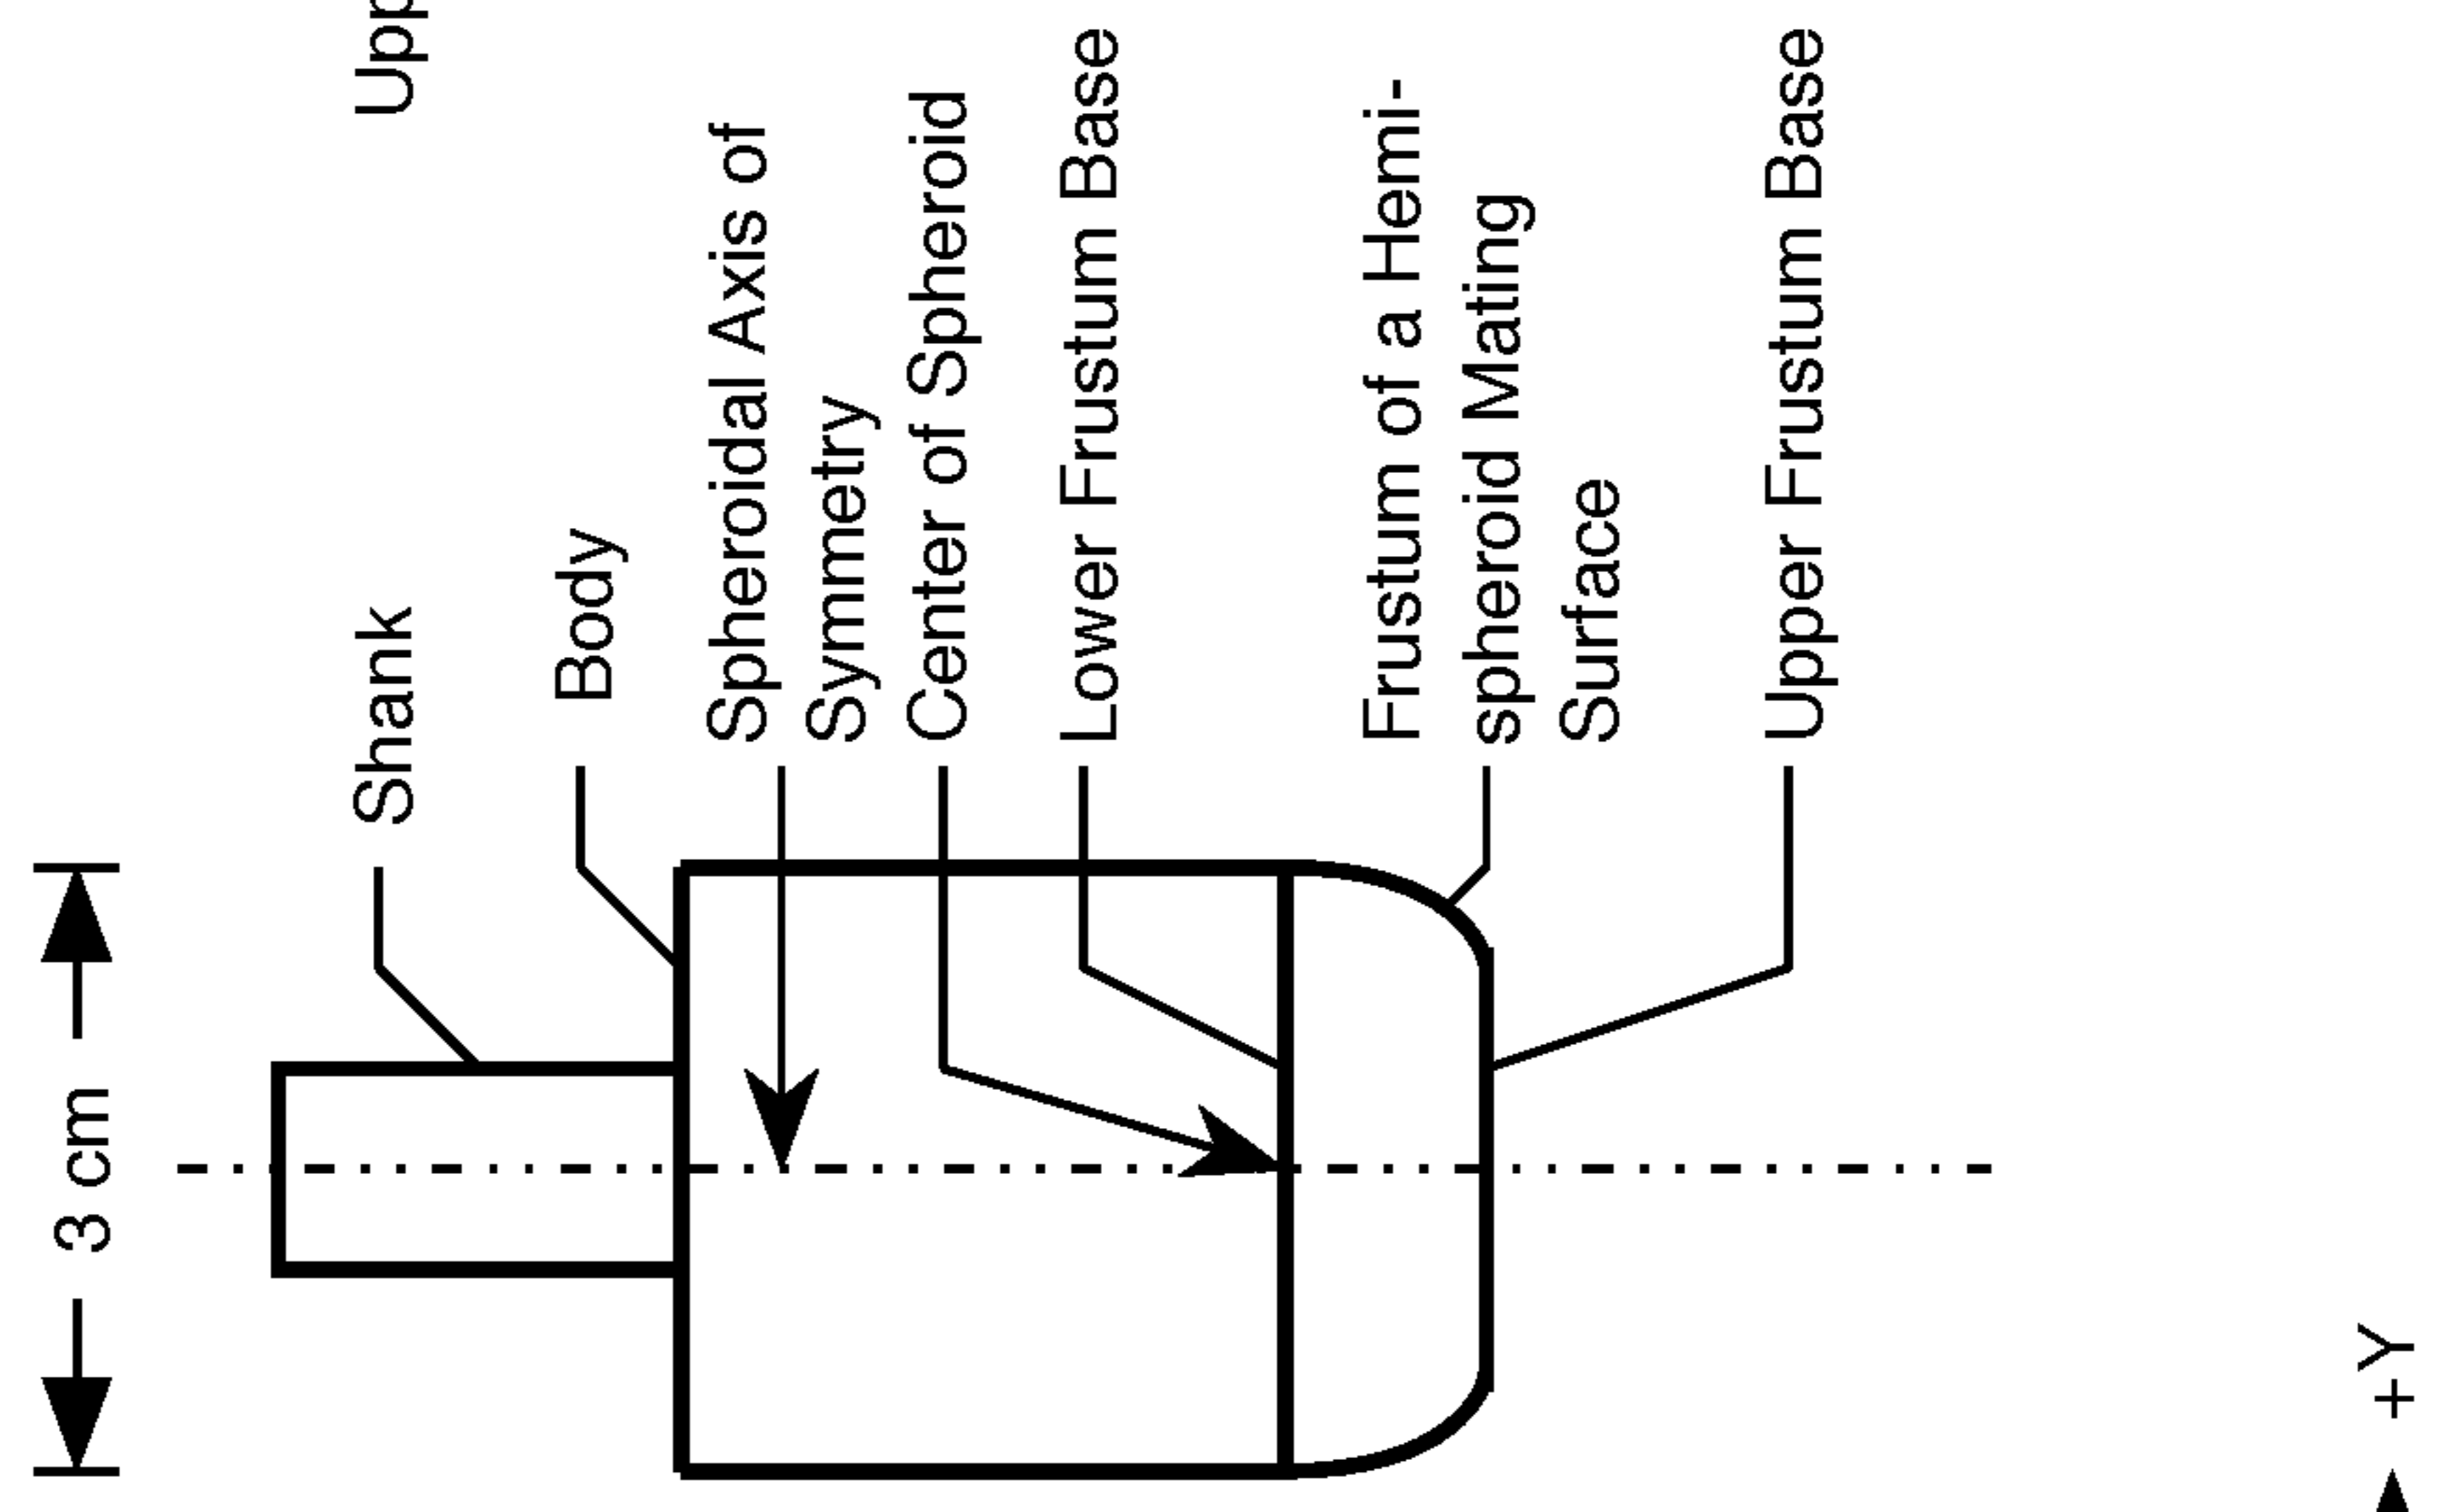 3 cm
Upp
Shank
Body
Spheroidal Axis of
Symmetry
Center of Spheroid
Lower Frustum Base
Frustum of a Hemi-
spheroid Mating
Surface
Upper Frustum Base
+Y